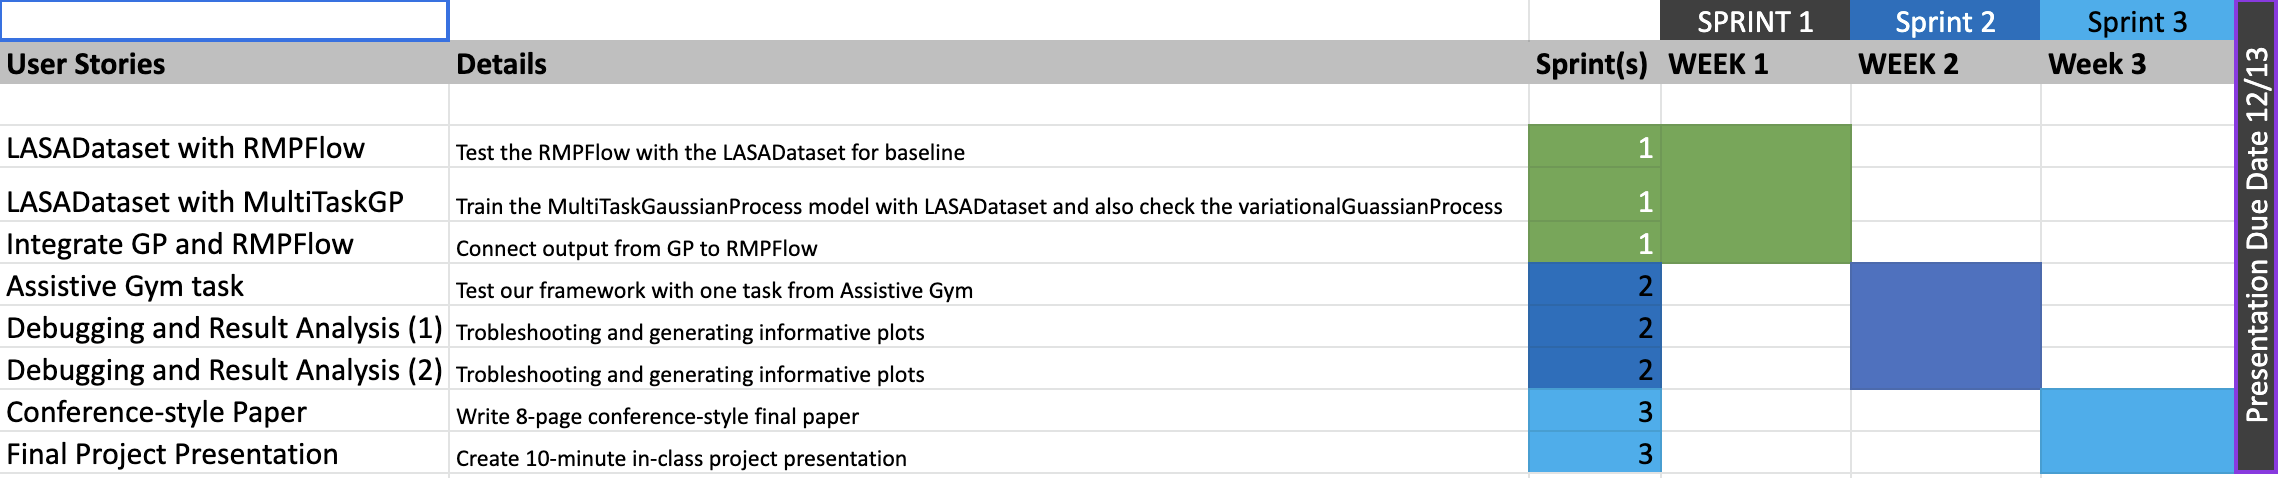 SPRINT 1 Sprint 2 Sprint 3
User Stories Details Sprint(s) WEEK 1 WEEK 2 Week 3
LASADataset with RMPFlow Test the RMPFlow with the LASADataset for baseline 1
LASADataset with MultiTaskGP Train the MultiTaskGaussianProcess model with LASADataset and also check the variationalGuassianProcess 1
Integrate GP and RMPFlow Connect output from GP to RMPFlow 1
Assistive Gym task Test our framework with one task from Assistive Gym 2
Debugging and Result Analysis (1) Trobleshooting and generating informative plots 2
Debugging and Result Analysis (2) Trobleshooting and generating informative plots 2
Conference-style Paper Write 8-page conference-style final paper 3
Final Project Presentation Create 10-minute in-class project presentation 3
Presentation Due Date 12/13